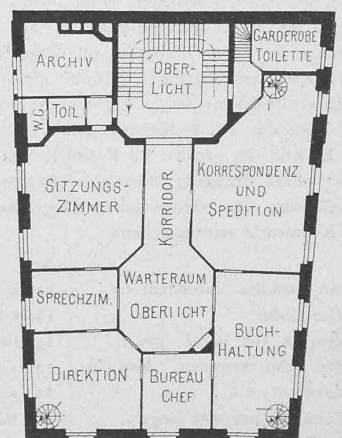 GARDEROBE
TOILETTE
ARCHIV
OBER-
LICHT
W.C.
TOIL.
SITZUNGS-
ZIMMER
KORRIDOR
KORRESPONDENZ
UND
SPEDITION
SPRECHZIM.
WARTERAUM
OBERLICHT
BUCH-
HALTUNG
DIREKTION
BUREAU
CHEF